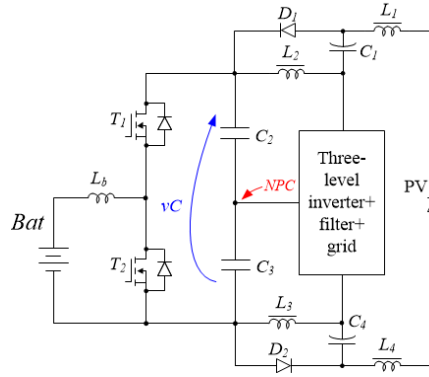 D1
L1
L2
C1
T1
C2
NPC
Three-
level
inverter+
filter+
grid
PV
Lb
vC
Bat
T2
C3
L3
C4
D2
L4